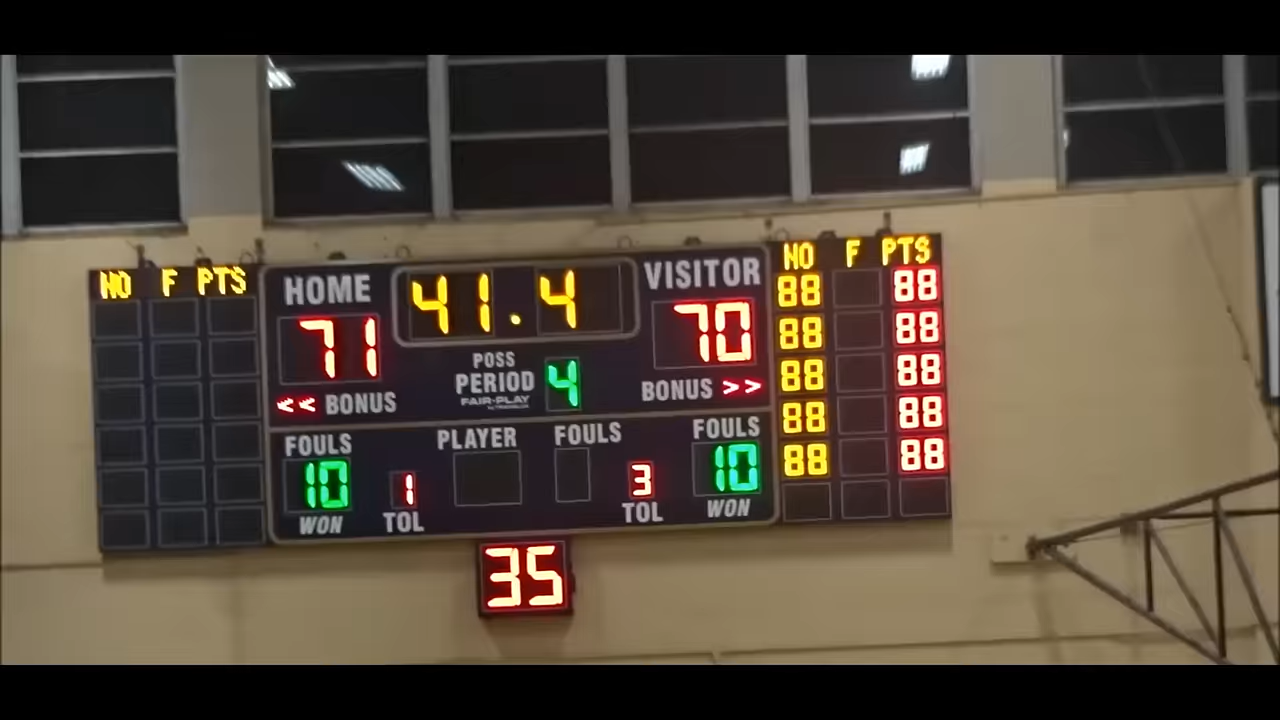 NO F PTS
HOME 41.4 VISITOR
71 70
POSS
PERIOD 4
FAIR-PLAY
<< BONUS
BONUS >>
FOULS PLAYER FOULS FOULS
10 1 3 10
WON TOL TOL WON
NO F PTS
88 88
88 88
88 88
88 88
88 88
35